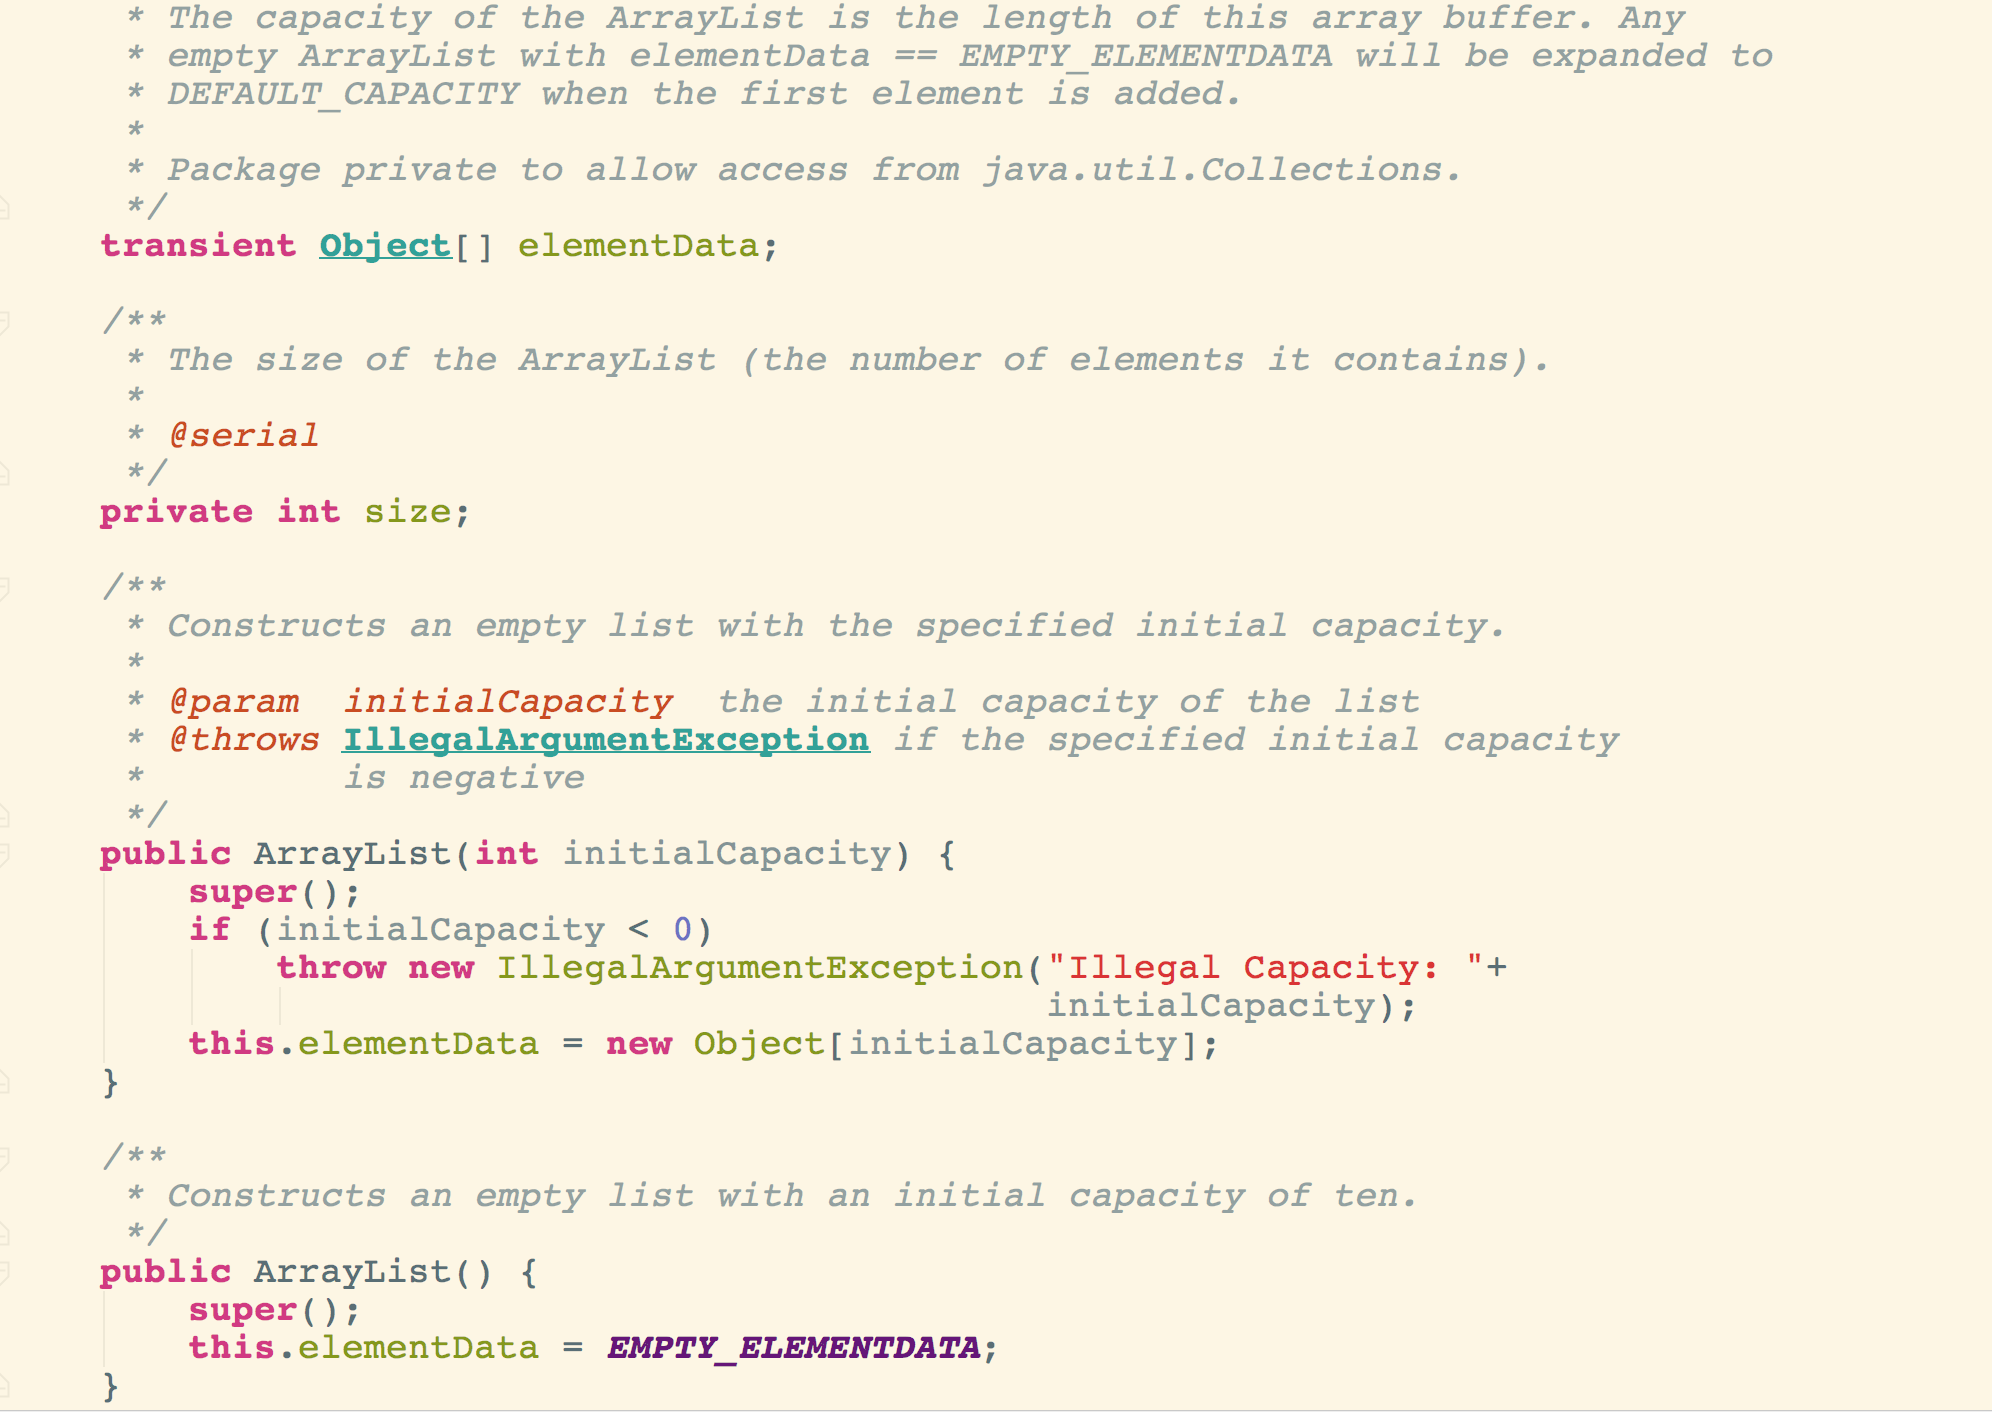 * The capacity of the ArrayList is the length of this array buffer. Any
* empty ArrayList with elementData == EMPTY_ELEMENTDATA will be expanded to
* DEFAULT_CAPACITY when the first element is added.
*
* Package private to allow access from java.util.Collections.
*/
transient Object[] elementData;

/**
 * The size of the ArrayList (the number of elements it contains).
 *
 * @serial
 */
private int size;

/**
 * Constructs an empty list with the specified initial capacity.
 *
 * @param  initialCapacity  the initial capacity of the list
 * @throws IllegalArgumentException if the specified initial capacity
 *         is negative
 */
public ArrayList(int initialCapacity) {
    super();
    if (initialCapacity < 0)
        throw new IllegalArgumentException("Illegal Capacity: "+
                                           initialCapacity);
    this.elementData = new Object[initialCapacity];
}

/**
 * Constructs an empty list with an initial capacity of ten.
 */
public ArrayList() {
    super();
    this.elementData = EMPTY_ELEMENTDATA;
}